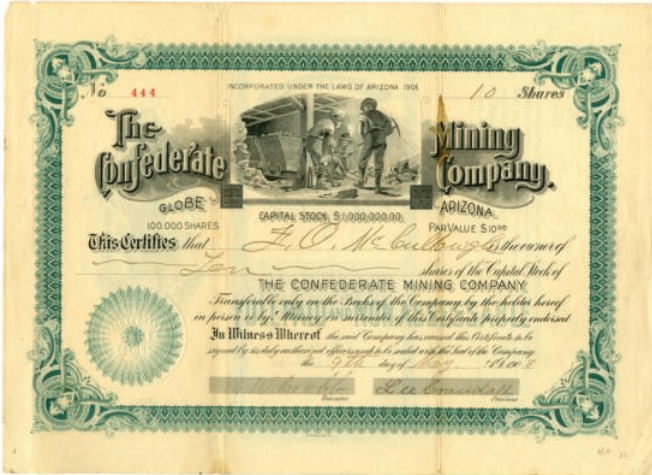 INCORPORATED UNDER THE LAWS OF ARIZONA 1901
No 444
10 Shares
The Confederate Mining Company.
GLOBE ARIZONA
CAPITAL STOCK $1,000,000.00
100,000 SHARES PAR VALUE $10.00
This Certifies that F. O. McCullough is the owner of
Ten shares of the Capital Stock of
THE CONFEDERATE MINING COMPANY
Transferable only on the Books of the Company by the holder hereof
in person or by Attorney on surrender of this Certificate properly endorsed
In Witness Whereof the said Company has caused this Certificate to be
signed by its duly authorized officers and to be sealed with the Seal of the Company
this 9th day of May
Lee Crandall
President